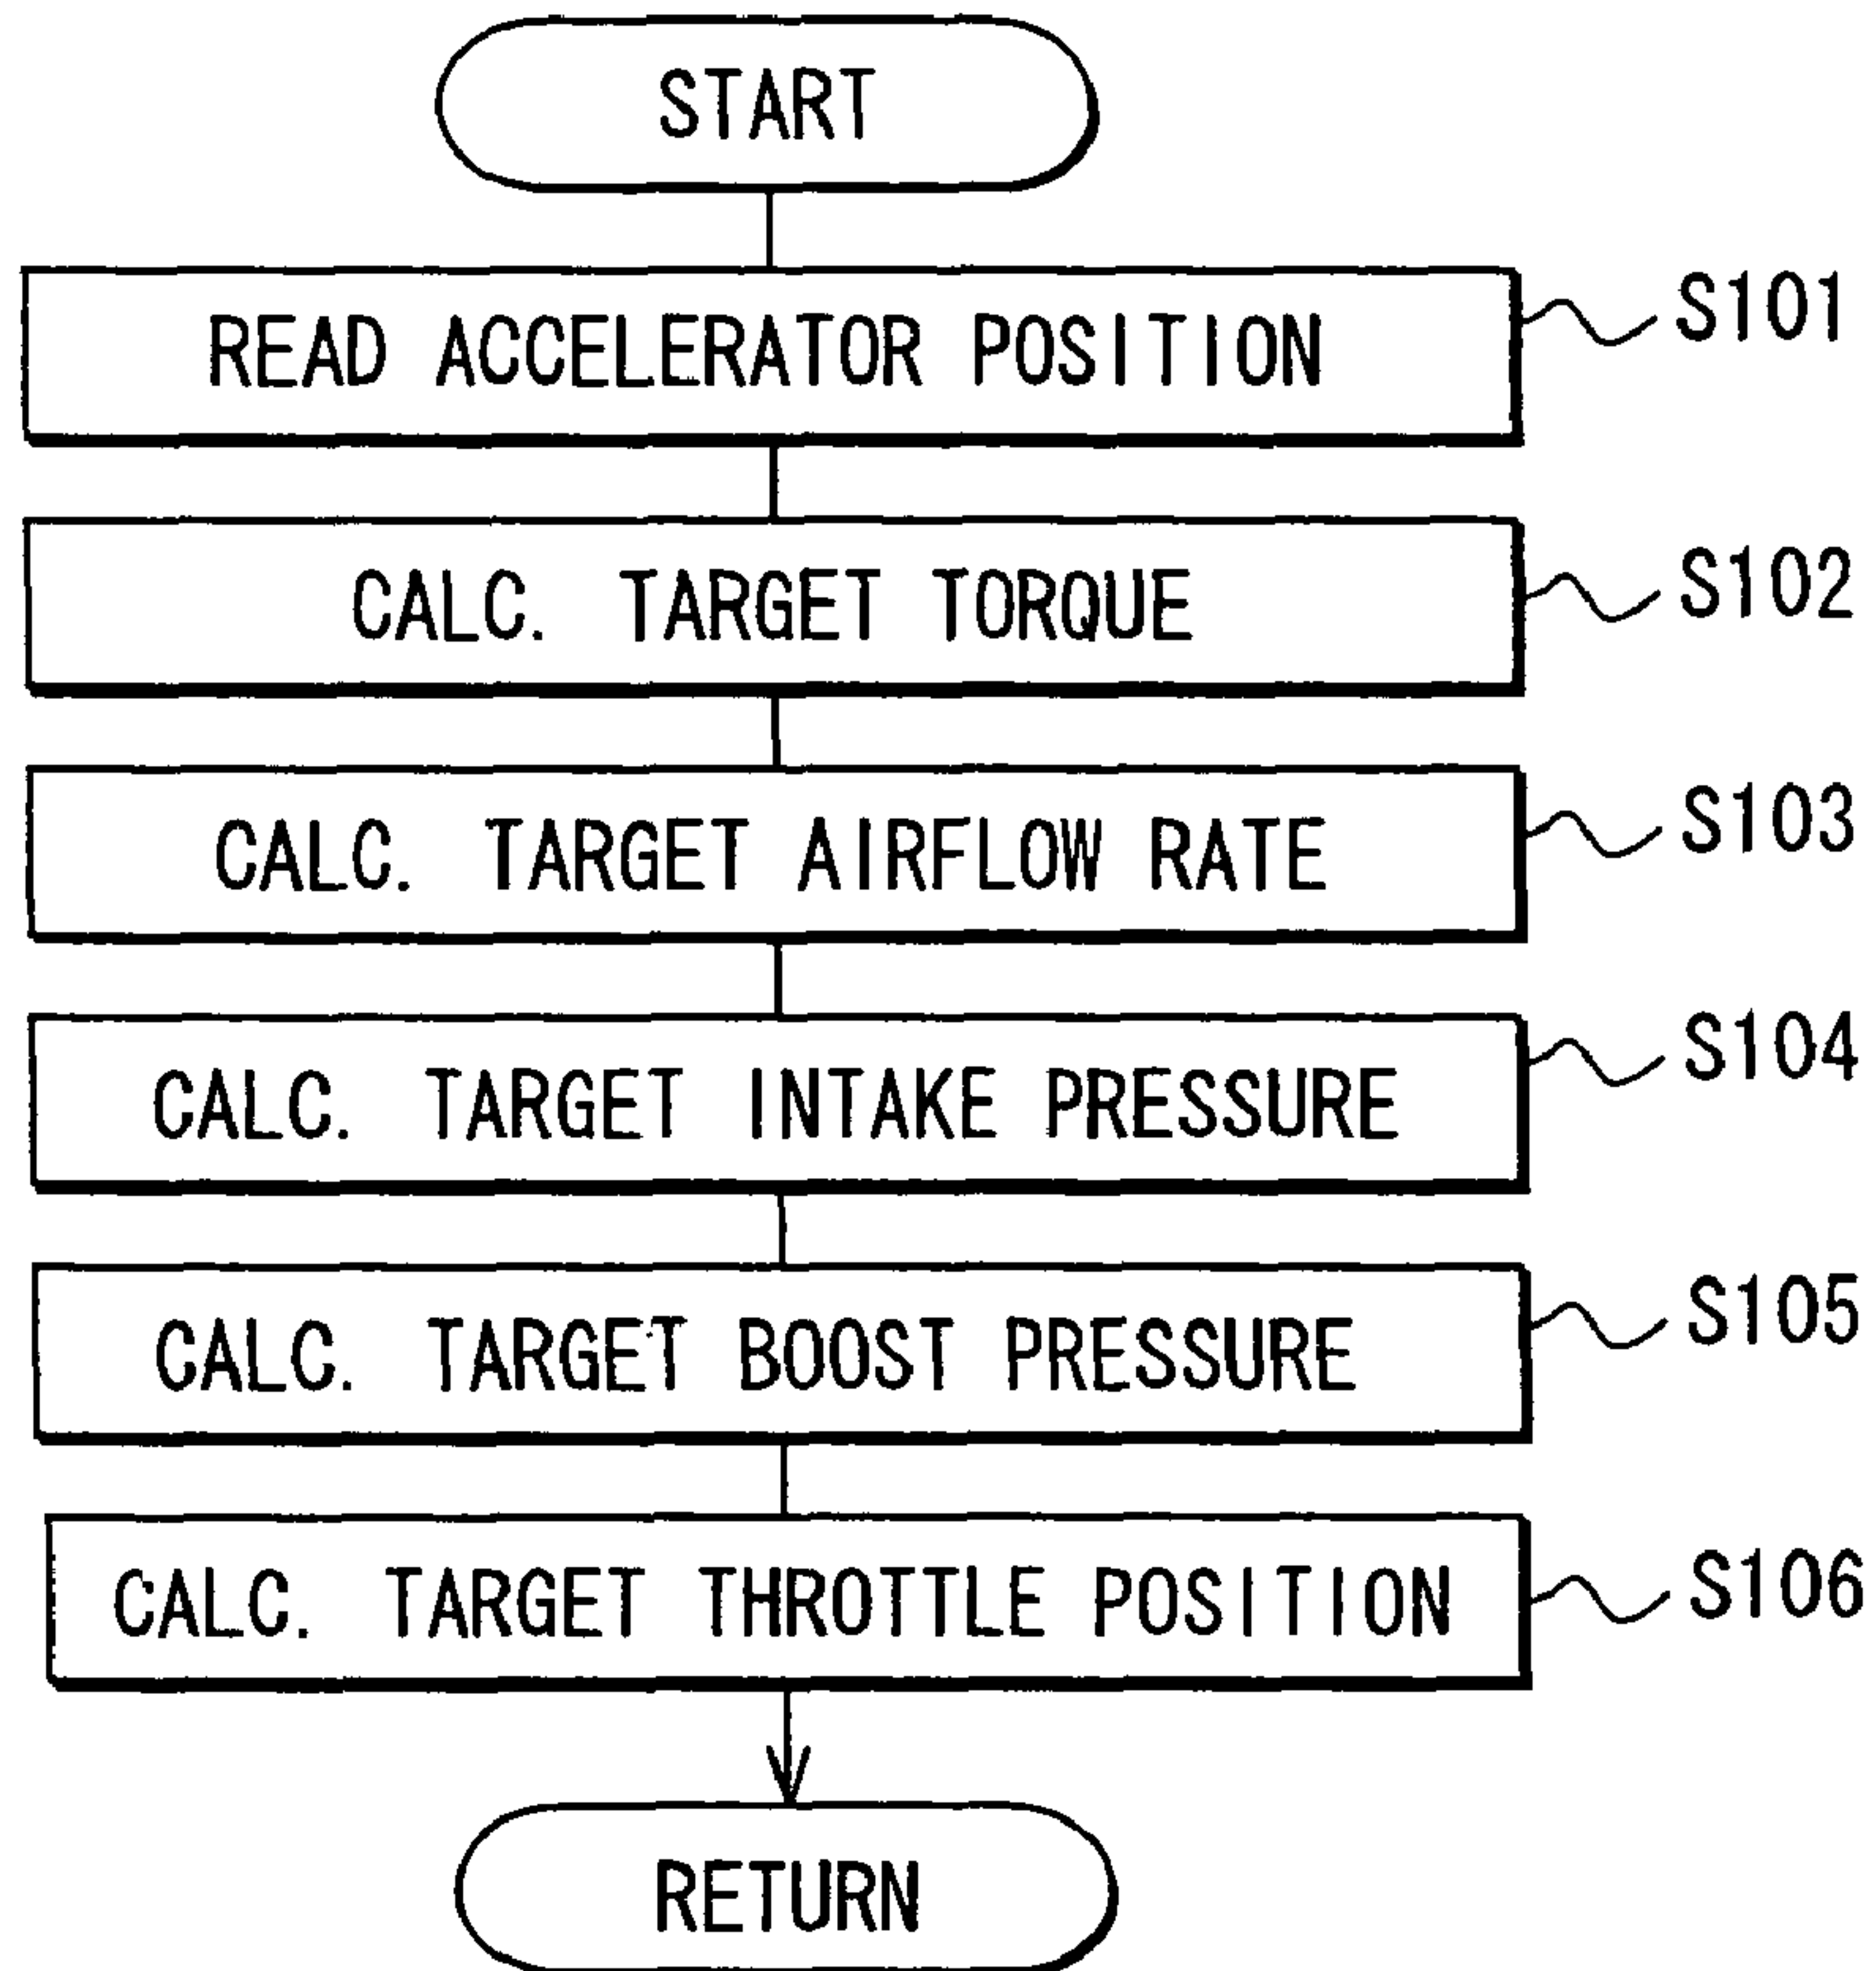 START
READ ACCELERATOR POSITION S101
CALC. TARGET TORQUE S102
CALC. TARGET AIRFLOW RATE S103
CALC. TARGET INTAKE PRESSURE S104
CALC. TARGET BOOST PRESSURE S105
CALC. TARGET THROTTLE POSITION S106
RETURN